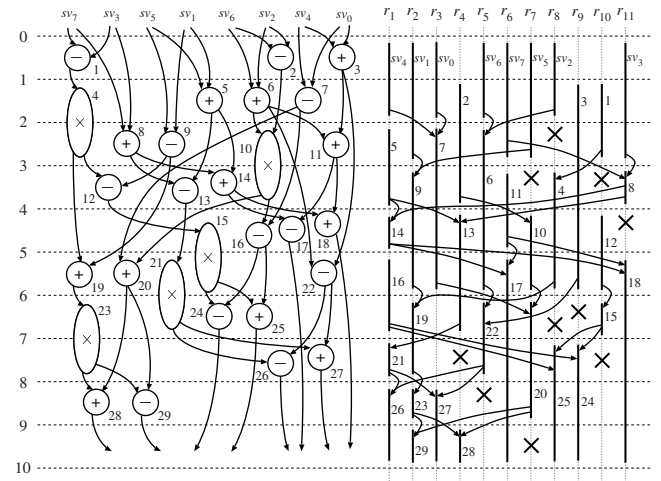 sv7 sv3 sv5 sv1 sv6 sv2 sv4 sv0 r1 r2 r3 r4 r5 r6 r7 r8 r9 r10 r11
0
sv4 sv1 sv0 sv6 sv7 sv5 sv2 sv3
− 1 − 2 + 3
1
4 + 5 + 6 − 7 2 3 1
×
2
+ 8 − 9 10 × 11 + 5 7
3
12 − − 13 + 14 9 6 11 4 8
4
15 16 − − 17 + 18 14 13 10 12
×
5
+ 19 + 20 21 × 22 − 16 17 18
6
23 24 − + 25 19 22 15
×
7
26 − + 27 21
8
+ 28 − 29 26 23 27 20 25 24
9
29 28
10